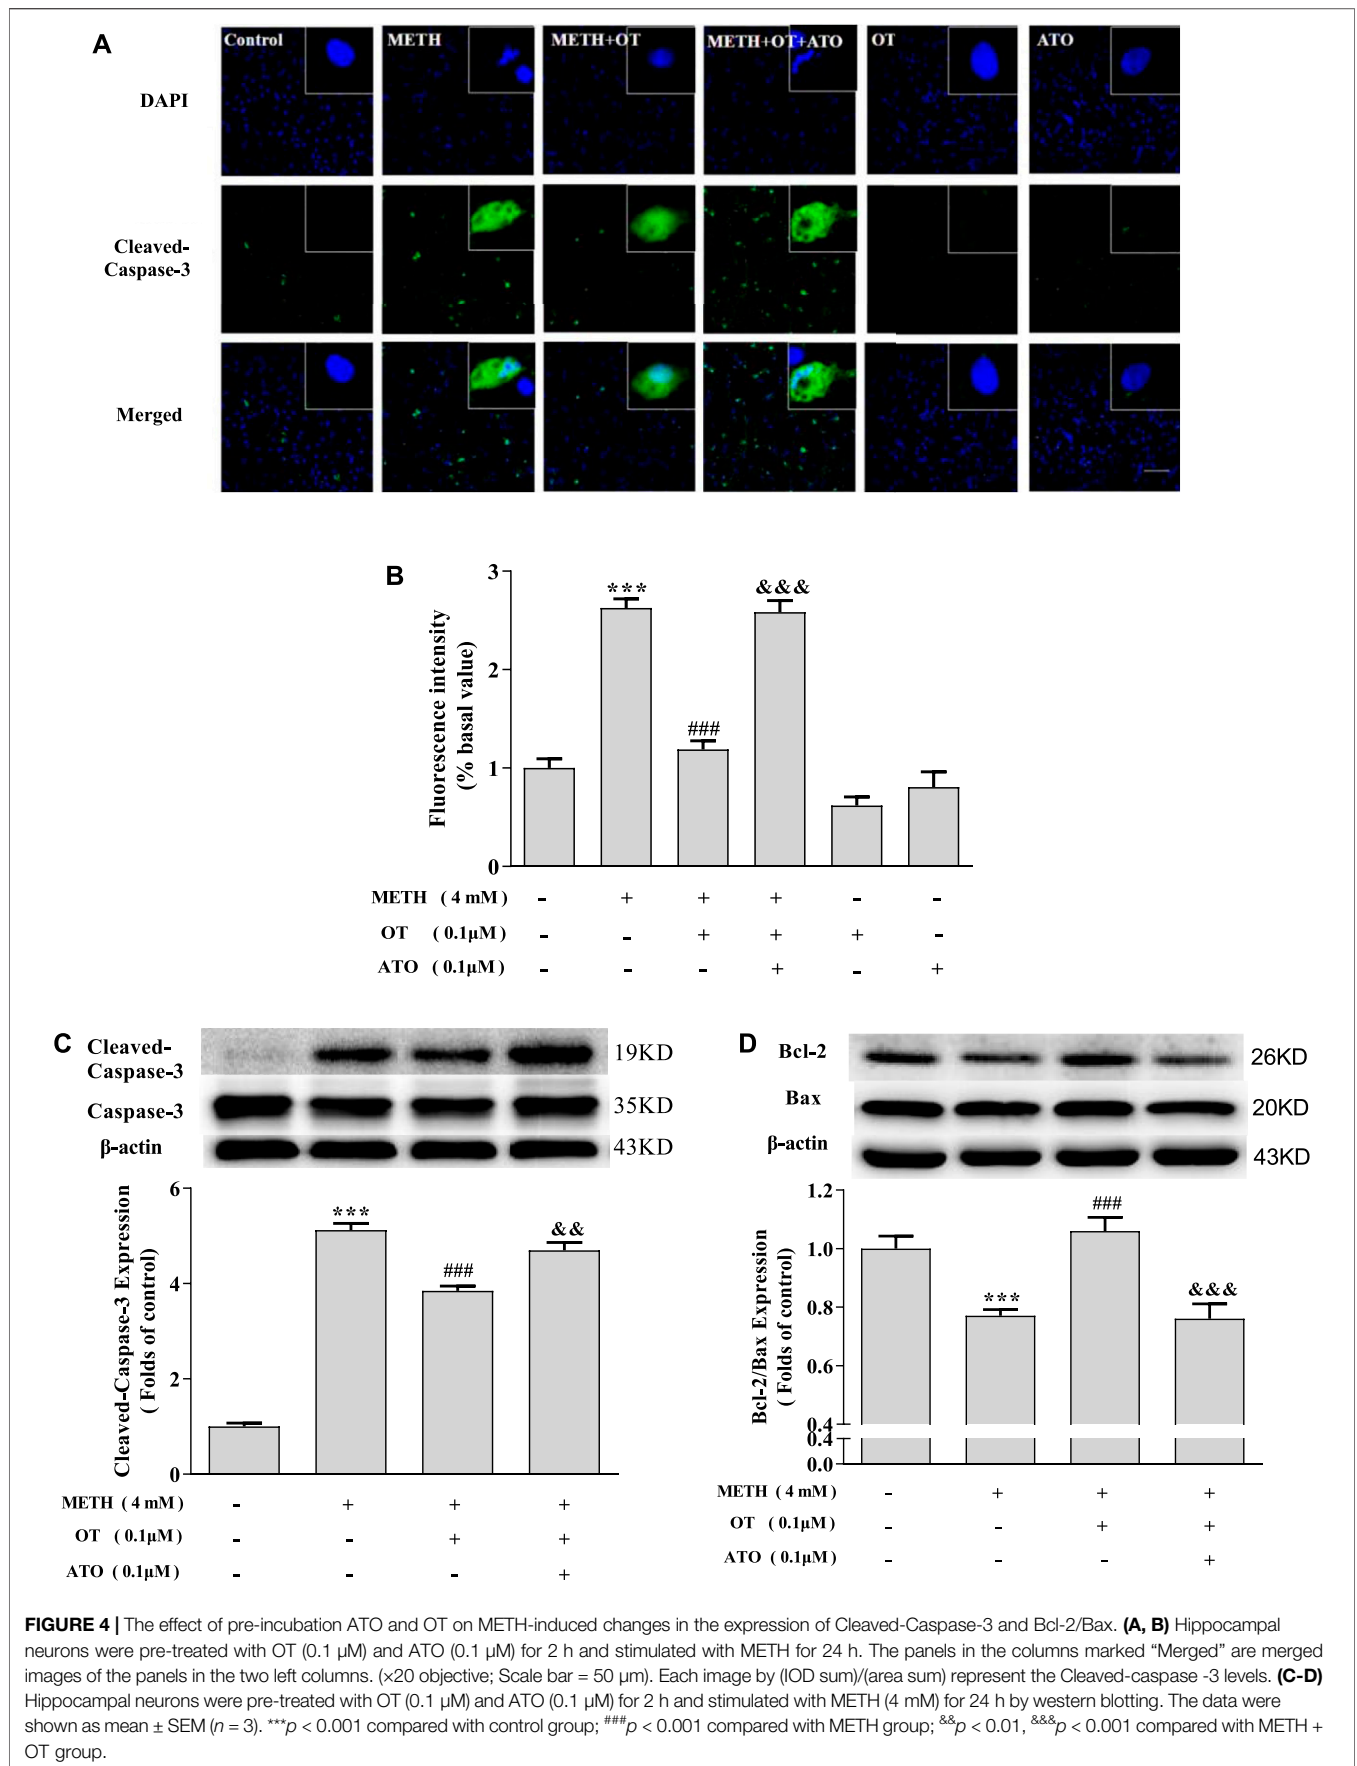 A
Control METH METH+OT METH+OT+ATO OT ATO
DAPI
Cleaved-
Caspase-3
Merged
B
Fluorescence intensity
(% basal value)
3
2
1
0
*** ### &&&
METH ( 4 mM ) - + + + - -
OT ( 0.1μM ) - - + + + -
ATO ( 0.1μM ) - - - + - +
C
Cleaved-
Caspase-3
19KD
Caspase-3
35KD
β-actin
43KD
Cleaved-Caspase-3 Expression
( Folds of control)
6
4
2
0
*** ### &&
METH ( 4 mM ) - + + +
OT ( 0.1μM ) - - + +
ATO ( 0.1μM ) - - - +
D
Bcl-2
26KD
Bax
20KD
β-actin
43KD
Bcl-2/Bax Expression
( Folds of control)
1.2
1.0
0.8
0.6
0.4
0.4
0.0
*** ### &&&
METH ( 4 mM ) - + + +
OT ( 0.1μM ) - - + +
ATO ( 0.1μM ) - - - +
FIGURE 4 | The effect of pre-incubation ATO and OT on METH-induced changes in the expression of Cleaved-Caspase-3 and Bcl-2/Bax. (A, B) Hippocampal
neurons were pre-treated with OT (0.1 μM) and ATO (0.1 μM) for 2 h and stimulated with METH for 24 h. The panels in the columns marked “Merged” are merged
images of the panels in the two left columns. (×20 objective; Scale bar = 50 μm). Each image by (IOD sum)/(area sum) represent the Cleaved-caspase -3 levels. (C-D)
Hippocampal neurons were pre-treated with OT (0.1 μM) and ATO (0.1 μM) for 2 h and stimulated with METH (4 mM) for 24 h by western blotting. The data were
shown as mean ± SEM (n = 3). ***p < 0.001 compared with control group; ###p < 0.001 compared with METH group; &&p < 0.01, &&&p < 0.001 compared with METH +
OT group.